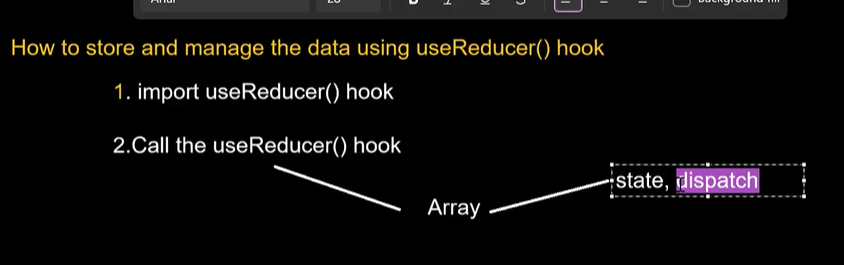 How to store and manage the data using useReducer() hook
1. import useReducer() hook
2.Call the useReducer() hook
state, dispatch
Array